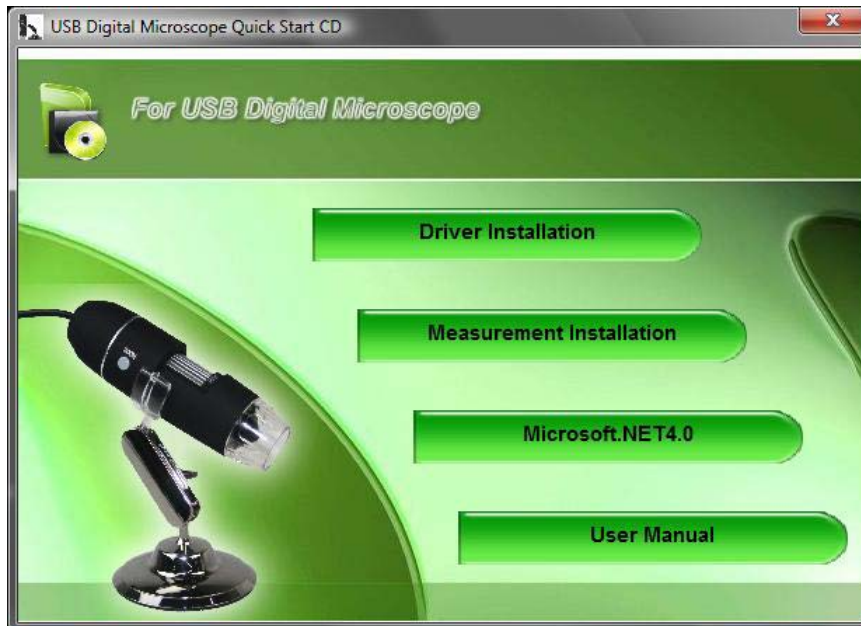 USB Digital Microscope Quick Start CD
For USB Digital Microscope
Driver Installation
Measurement Installation
Microsoft.NET4.0
User Manual